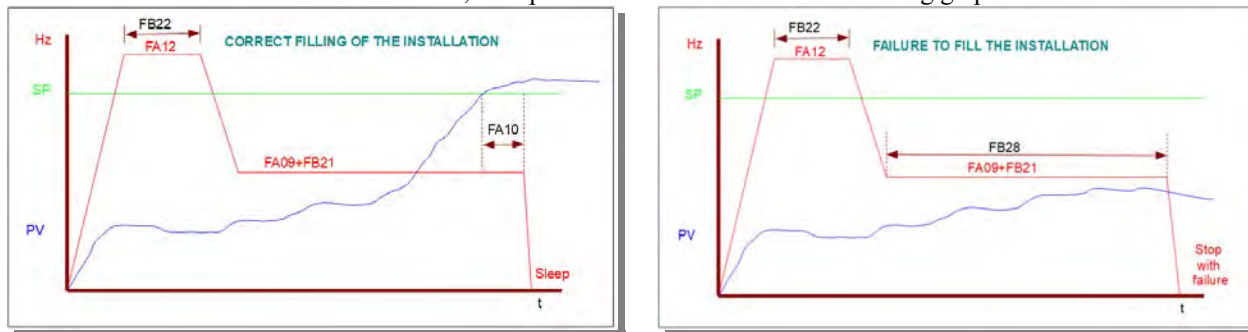 FB22
CORRECT FILLING OF THE INSTALLATION
Hz
FA12
SP
FA10
FA09+FB21
PV
Sleep
t
FB22
FAILURE TO FILL THE INSTALLATION
Hz
FA12
SP
FB28
FA09+FB21
PV
Stop
with
failure
t